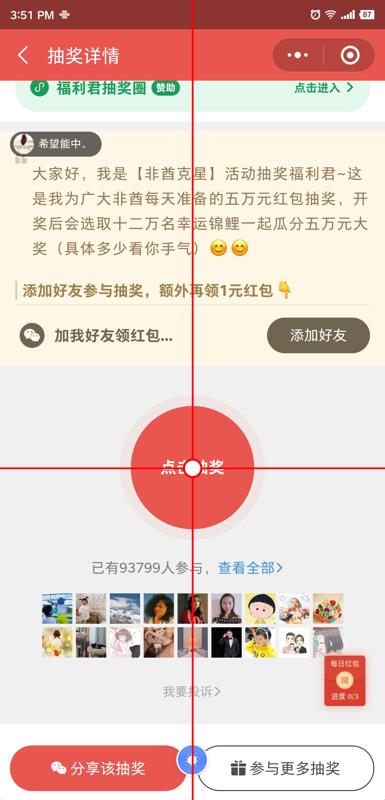 3:51 PM
87
抽奖详情
福利君抽奖圈 赞助 点击进入
希望能中。
大家好，我是【非酋克星】活动抽奖福利君~这
是我为广大非酋每天准备的五万元红包抽奖，开
奖后会选取十二万名幸运锦鲤一起瓜分五万元大
奖（具体多少看你手气）😊😊
添加好友参与抽奖，额外再领1元红包👇
加我好友领红包... 添加好友
点击抽奖
已有93799人参与，查看全部
每日红包
開
进度 0/3
我要投诉
分享该抽奖 参与更多抽奖